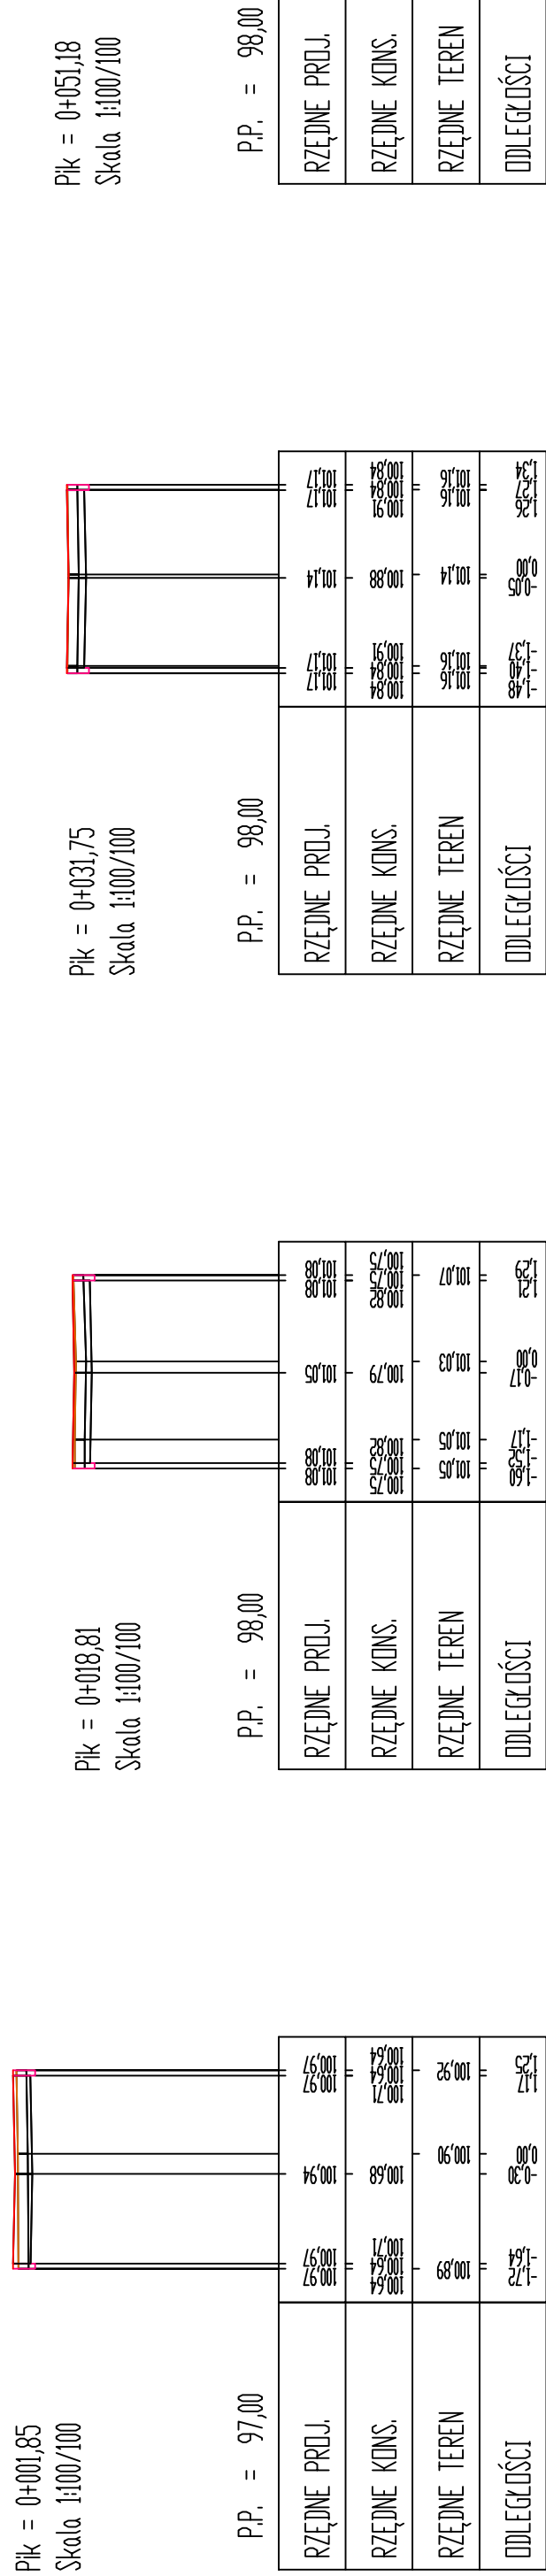 Pik = 0+001,85
Skala 1:100/100
P.P. = 97,00
RZĘDNE PROJ.
100,97 100,97 100,94 100,97 100,97
RZĘDNE KONS.
100,64 100,64 100,71 100,68 100,71 100,64 100,64
RZĘDNE TEREN
100,89 100,90 100,92
ODLEGŁOŚCI
-1,72 -1,64 -0,30 0,00 1,17 1,25
Pik = 0+018,81
Skala 1:100/100
P.P. = 98,00
RZĘDNE PROJ.
101,08 101,08 101,05 101,08 101,08
RZĘDNE KONS.
100,75 100,75 100,82 100,79 100,82 100,75 100,75
RZĘDNE TEREN
101,05 101,05 101,03 101,07
ODLEGŁOŚCI
-1,60 -1,52 -1,17 -0,17 0,00 1,21 1,29
Pik = 0+031,75
Skala 1:100/100
P.P. = 98,00
RZĘDNE PROJ.
101,17 101,17 101,14 101,17 101,17
RZĘDNE KONS.
100,84 100,84 100,91 100,88 100,91 100,84 100,84
RZĘDNE TEREN
101,16 101,16 101,14 101,16 101,16
ODLEGŁOŚCI
-1,48 -1,40 -1,37 -0,05 0,00 1,26 1,27 1,34
Pik = 0+051,18
Skala 1:100/100
P.P. = 98,00
RZĘDNE PROJ.
RZĘDNE KONS.
RZĘDNE TEREN
ODLEGŁOŚCI